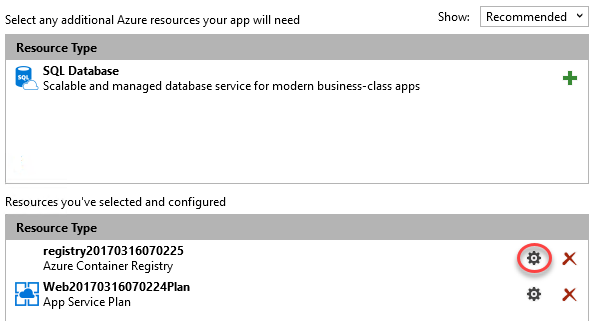 Select any additional Azure resources your app will need
Show: Recommended
Resource Type
SQL Database
Scalable and managed database service for modern business-class apps
Resources you've selected and configured
Resource Type
registry20170316070225
Azure Container Registry
Web20170316070224Plan
App Service Plan